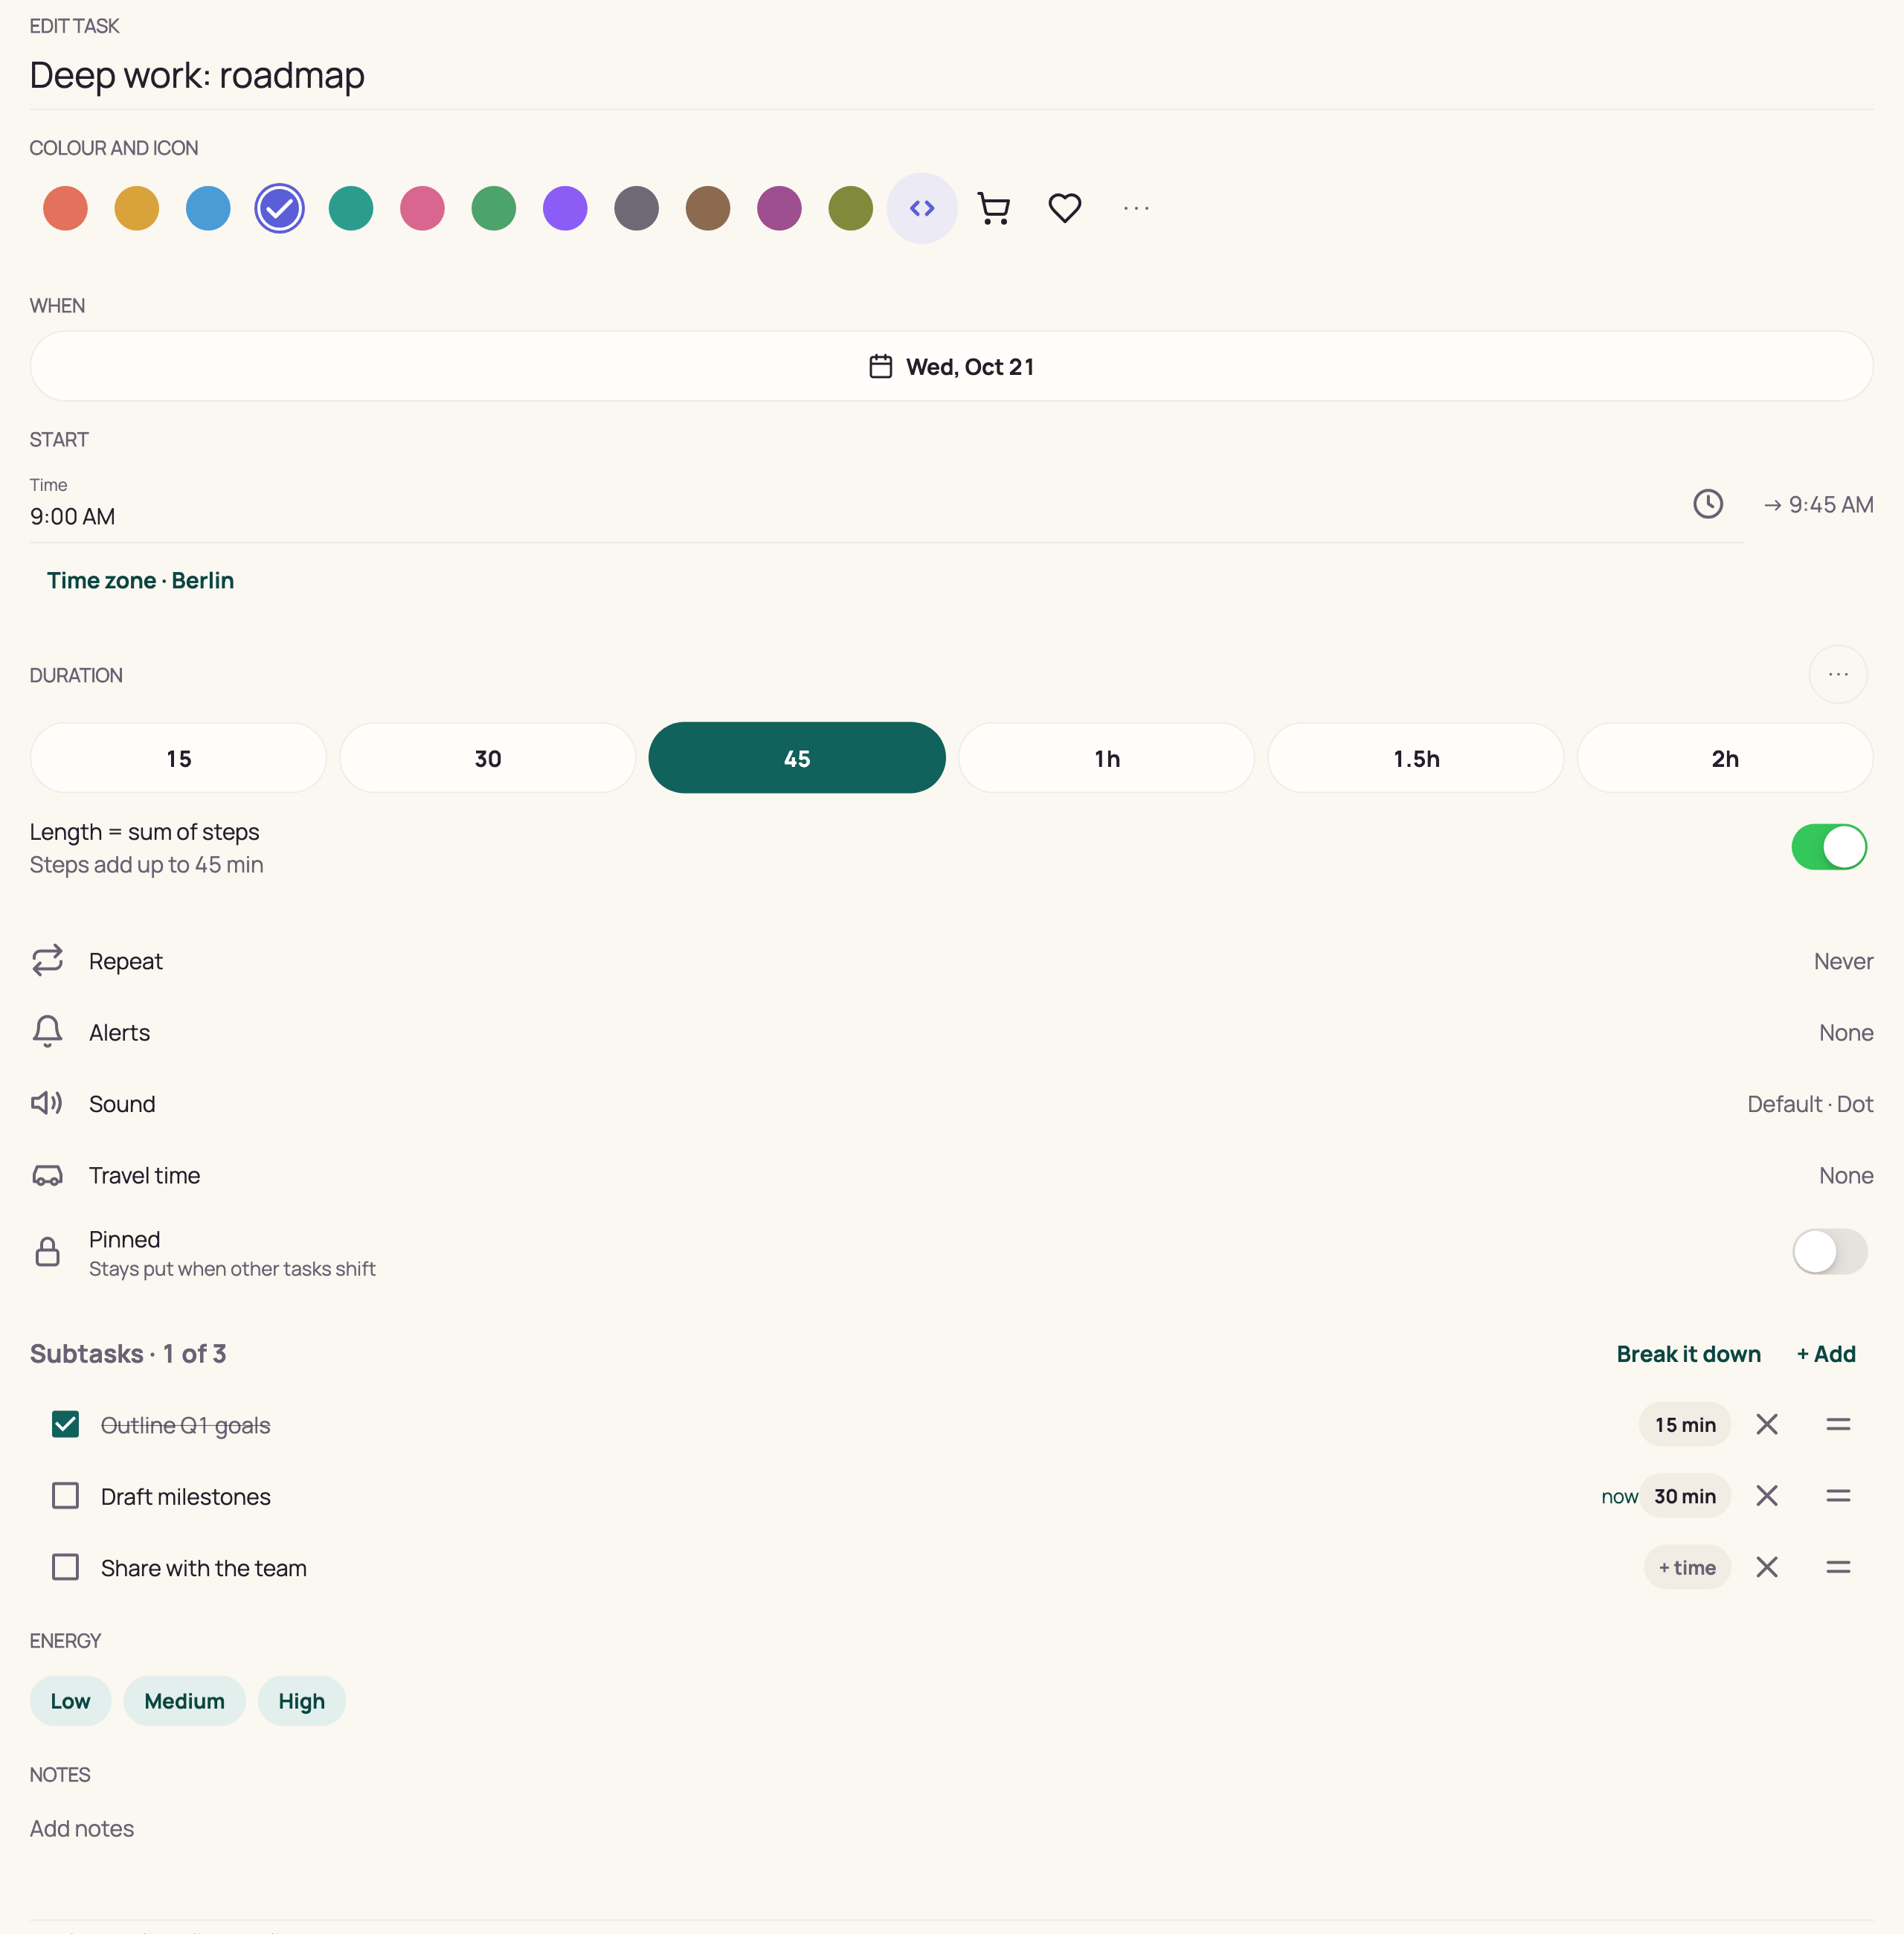 EDIT TASK
Deep work: roadmap
COLOUR AND ICON
WHEN
Wed, Oct 21
START
Time
9:00 AM
→ 9:45 AM
Time zone · Berlin
DURATION
15 30 45 1h 1.5h 2h
Length = sum of steps
Steps add up to 45 min
Repeat Never
Alerts None
Sound Default · Dot
Travel time None
Pinned
Stays put when other tasks shift
Subtasks · 1 of 3 Break it down + Add
Outline Q1 goals 15 min
Draft milestones now 30 min
Share with the team + time
ENERGY
Low Medium High
NOTES
Add notes